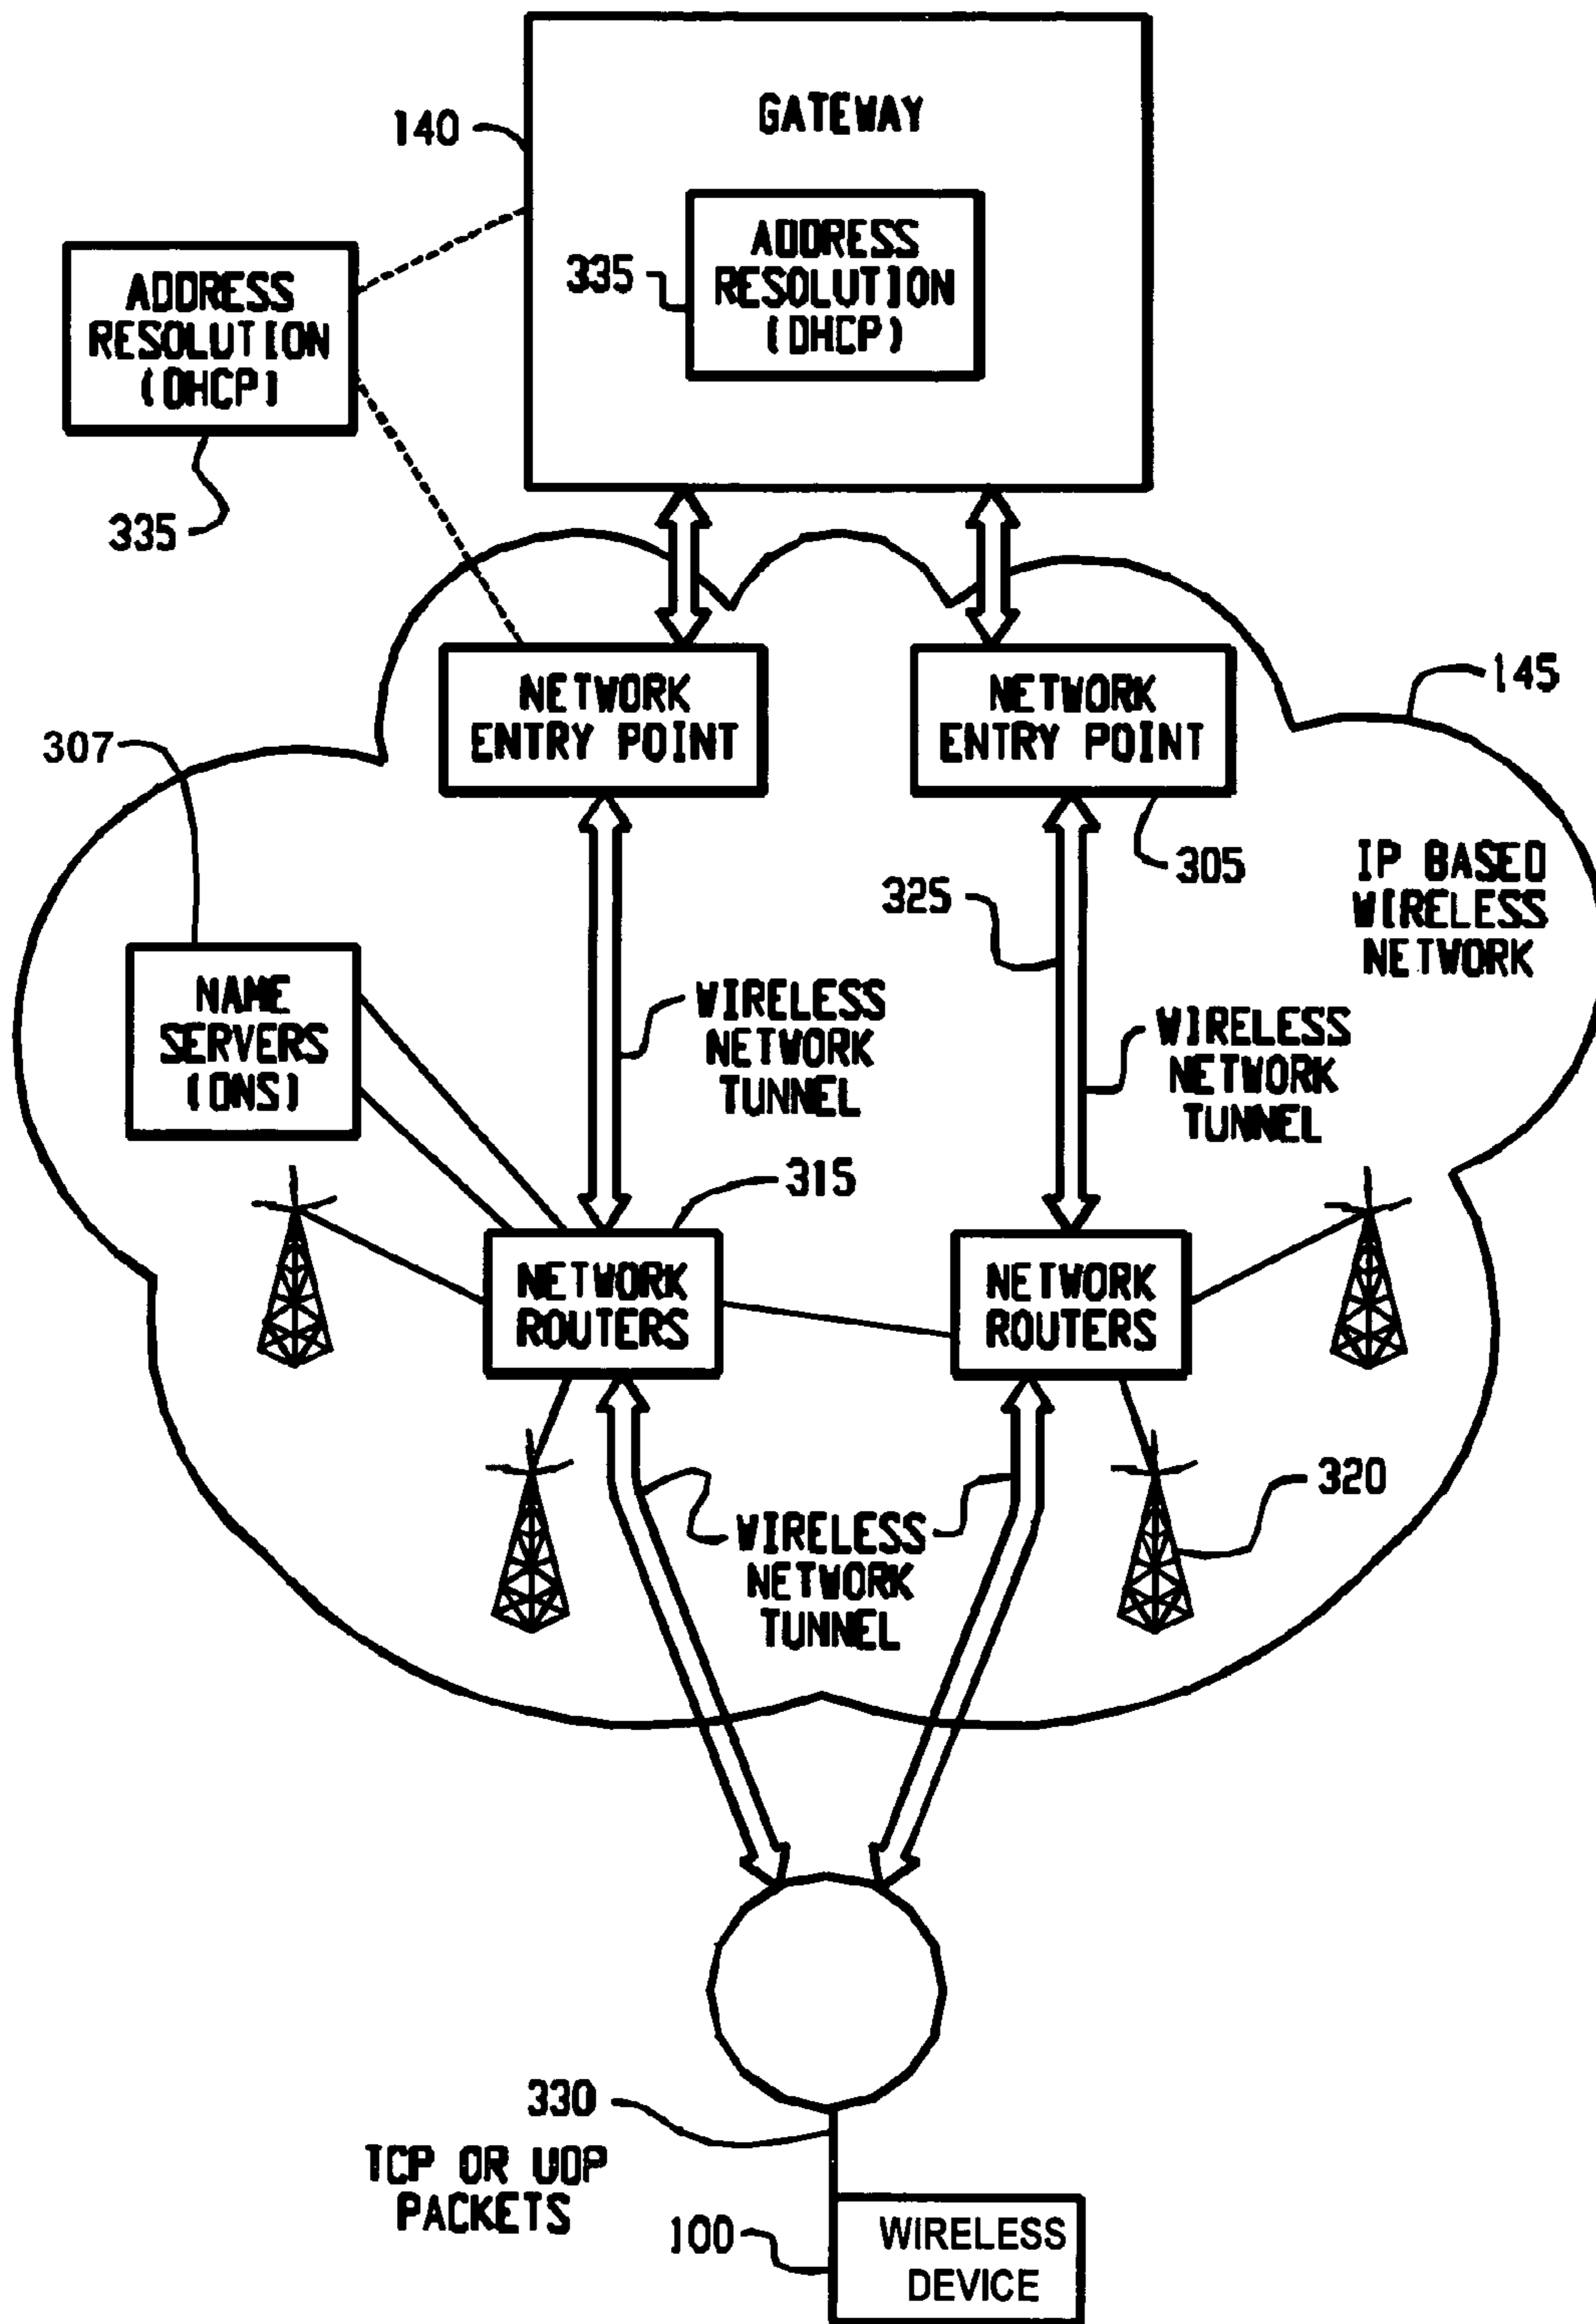 GATEWAY
140
ADDRESS
RESOLUTION
(DHCP)
335
ADDRESS
RESOLUTION
(DHCP)
335
NETWORK
ENTRY POINT
NETWORK
ENTRY POINT
145
307
305
325
IP BASED
WIRELESS
NETWORK
NAME
SERVERS
(DNS)
WIRELESS
NETWORK
TUNNEL
WIRELESS
NETWORK
TUNNEL
315
NETWORK
ROUTERS
NETWORK
ROUTERS
320
WIRELESS
NETWORK
TUNNEL
330
TCP OR UDP
PACKETS
100
WIRELESS
DEVICE